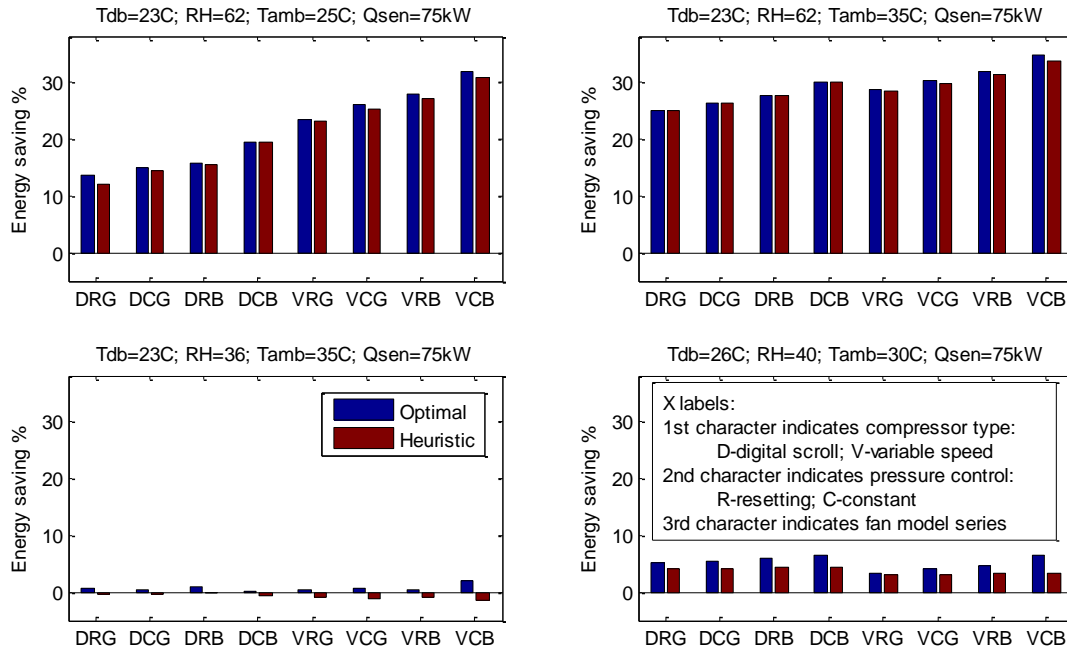 Tdb=23C; RH=62; Tamb=25C; Qsen=75kW
Energy saving %
30
20
10
0
DRG DCG DRB DCB VRG VCG VRB VCB
Tdb=23C; RH=62; Tamb=35C; Qsen=75kW
Energy saving %
30
20
10
0
DRG DCG DRB DCB VRG VCG VRB VCB
Tdb=23C; RH=36; Tamb=35C; Qsen=75kW
Energy saving %
30
20
10
0
Optimal
Heuristic
DRG DCG DRB DCB VRG VCG VRB VCB
Tdb=26C; RH=40; Tamb=30C; Qsen=75kW
Energy saving %
30
20
10
0
X labels:
1st character indicates compressor type:
D-digital scroll; V-variable speed
2nd character indicates pressure control:
R-resetting; C-constant
3rd character indicates fan model series
DRG DCG DRB DCB VRG VCG VRB VCB